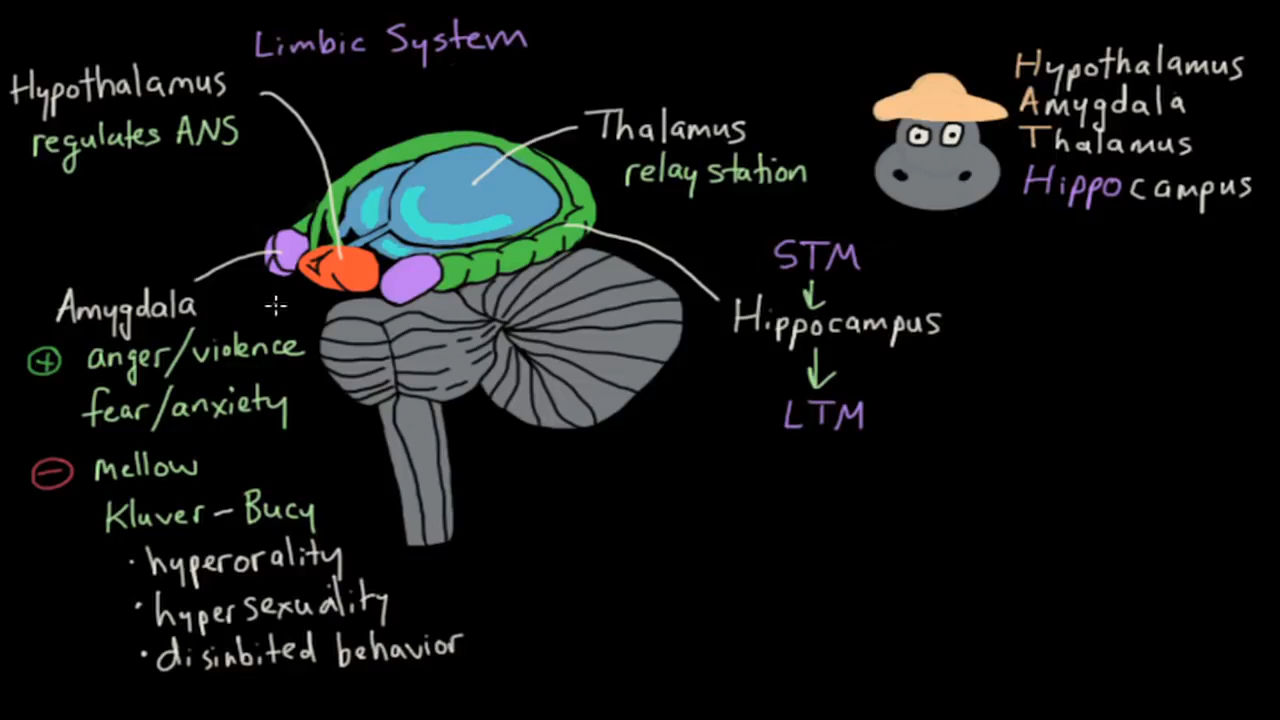 Limbic System
Hypothalamus
regulates ANS
Thalamus
relay station
Hypothalamus
Amygdala
Thalamus
Hippocampus
STM
Hippocampus
LTM
Amygdala
+ anger/violence
fear/anxiety
- mellow
Kluver-Bucy
· hyperorality
· hypersexuality
· disinbited behavior